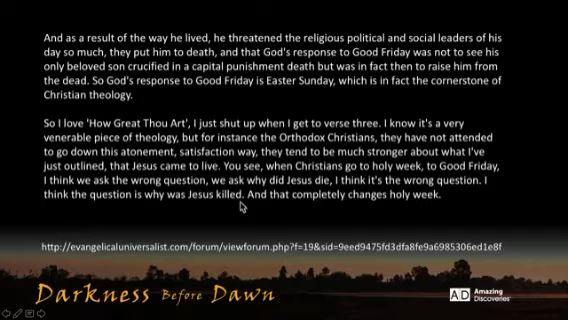 And as a result of the way he lived, he threatened the religious political and social leaders of his
day so much, they put him to death, and that God's response to Good Friday was not to see his
only beloved son crucified in a capital punishment death but was in fact then to raise him from
the dead. So God's response to Good Friday is Easter Sunday, which is in fact the cornerstone of
Christian theology.
So I love 'How Great Thou Art', I just shut up when I get to verse three. I know it's a very
venerable piece of theology, but for instance the Orthodox Christians, they have not attended
to go down this atonement, satisfaction way, they tend to be much stronger about what I've
just outlined, that Jesus came to live. You see, when Christians go to holy week, to Good Friday,
I think we ask the wrong question, we ask why did Jesus die, I think it's the wrong question. I
think the question is why was Jesus killed. And that completely changes holy week.
http://evangelicaluniversalist.com/forum/viewforum.php?f=19&sid=9eed9475fd3dfa8fe9a6985306ed1e8f
Darkness Before Dawn
AD Amazing
Discoveries